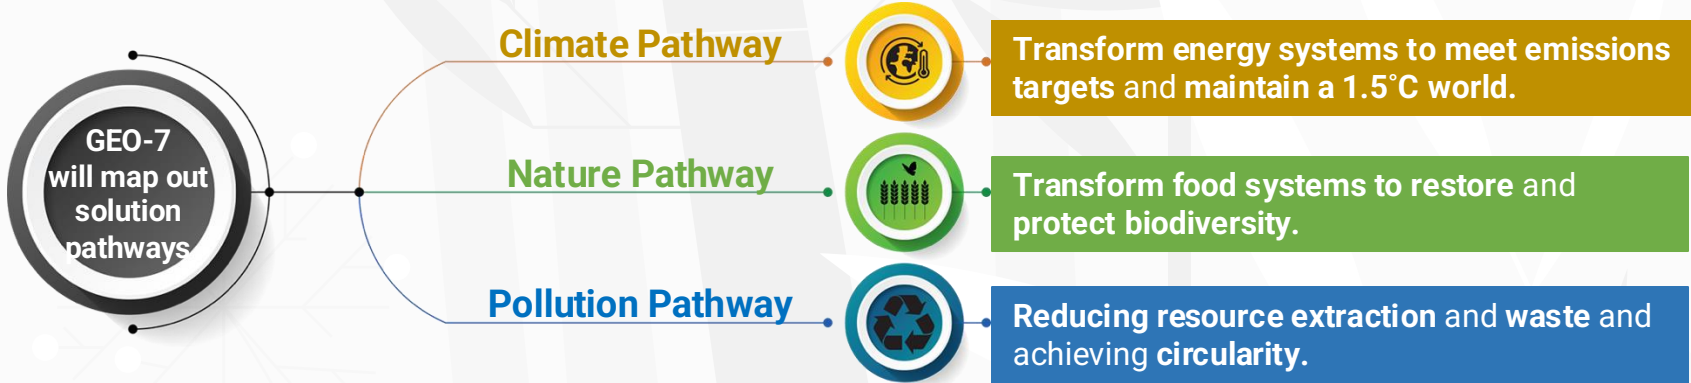 GEO-7
will map out
solution
pathways
Climate Pathway
Transform energy systems to meet emissions
targets and maintain a 1.5°C world.
Nature Pathway
Transform food systems to restore and
protect biodiversity.
Pollution Pathway
Reducing resource extraction and waste and
achieving circularity.